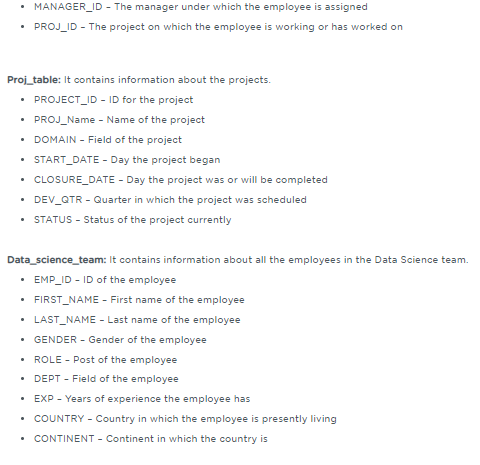 • MANAGER_ID – The manager under which the employee is assigned
• PROJ_ID – The project on which the employee is working or has worked on
Proj_table: It contains information about the projects.
• PROJECT_ID – ID for the project
• PROJ_Name – Name of the project
• DOMAIN – Field of the project
• START_DATE – Day the project began
• CLOSURE_DATE – Day the project was or will be completed
• DEV_QTR – Quarter in which the project was scheduled
• STATUS – Status of the project currently
Data_science_team: It contains information about all the employees in the Data Science team.
• EMP_ID – ID of the employee
• FIRST_NAME – First name of the employee
• LAST_NAME – Last name of the employee
• GENDER – Gender of the employee
• ROLE – Post of the employee
• DEPT – Field of the employee
• EXP – Years of experience the employee has
• COUNTRY – Country in which the employee is presently living
• CONTINENT – Continent in which the country is